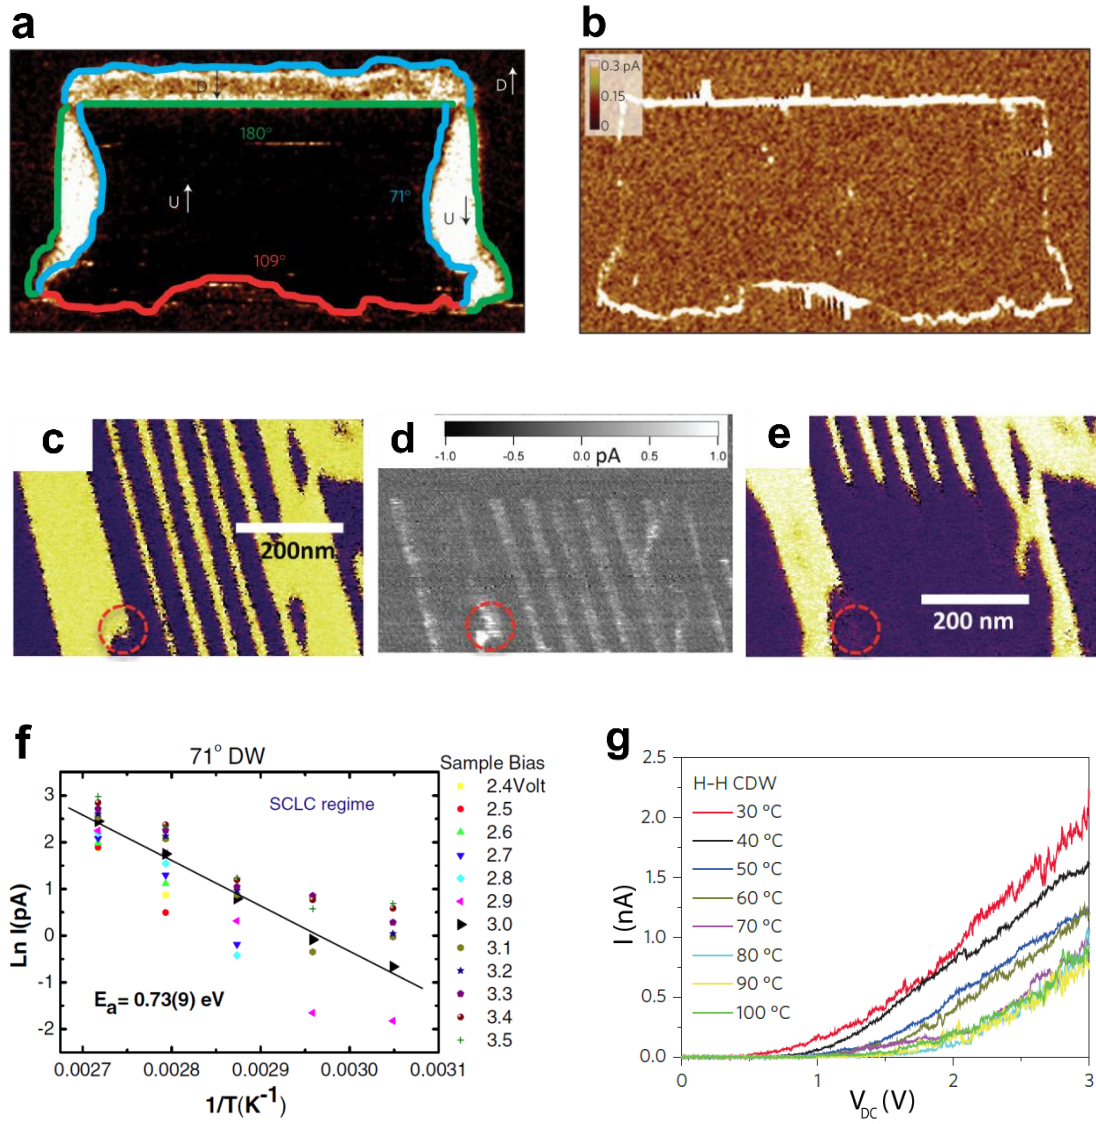 a
D
D
180°
U
71°
U
109°
b
0.3 pA
0.15
0
c
200nm
d
-1.0 -0.5 0.0 0.5 1.0
pA
e
200 nm
f
71° DW
SCLC regime
Sample Bias
2.4Volt
2.5
2.6
2.7
2.8
2.9
3.0
3.1
3.2
3.3
3.4
3.5
Ln I(pA)
3
2
1
0
-1
-2
Eₐ= 0.73(9) eV
0.0027 0.0028 0.0029 0.0030 0.0031
1/T(K⁻¹)
g
I (nA)
2.5
2.0
1.5
1.0
0.5
0.0
H–H CDW
30 °C
40 °C
50 °C
60 °C
70 °C
80 °C
90 °C
100 °C
0 1 2 3
V_DC (V)